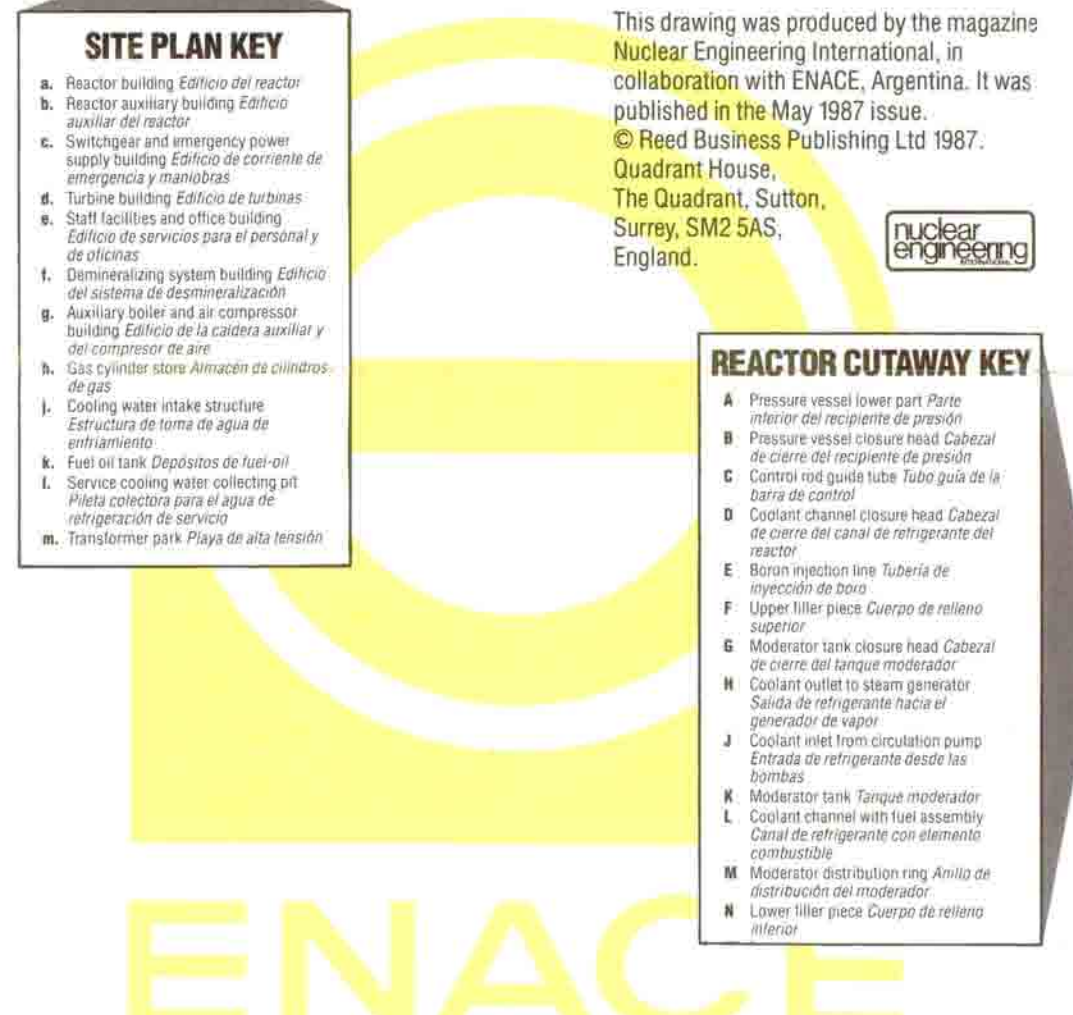 SITE PLAN KEY
a. Reactor building Edificio del reactor
b. Reactor auxiliary building Edificio
auxiliar del reactor
c. Switchgear and emergency power
supply building Edificio de corriente de
emergencia y maniobras
d. Turbine building Edificio de turbinas
e. Staff facilities and office building
Edificio de servicios para el personal y
de oficinas
f. Demineralizing system building Edificio
del sistema de desmineralización
g. Auxiliary boiler and air compressor
building Edificio de la caldera auxiliar y
del compresor de aire
h. Gas cylinder store Almacén de cilindros
de gas
j. Cooling water intake structure
Estructura de toma de agua de
enfriamiento
k. Fuel oil tank Depósitos de fuel-oil
l. Service cooling water collecting pit
Pileta colectora para el agua de
refrigeración de servicio
m. Transformer park Playa de alta tensión
This drawing was produced by the magazine
Nuclear Engineering International, in
collaboration with ENACE, Argentina. It was
published in the May 1987 issue.
© Reed Business Publishing Ltd 1987.
Quadrant House,
The Quadrant, Sutton,
Surrey, SM2 5AS,
England.
nuclear
engineering
INTERNATIONAL
REACTOR CUTAWAY KEY
A Pressure vessel lower part Parte
inferior del recipiente de presión
B Pressure vessel closure head Cabezal
de cierre del recipiente de presión
C Control rod guide tube Tubo guía de la
barra de control
D Coolant channel closure head Cabezal
de cierre del canal de refrigerante del
reactor
E Boron injection line Tubería de
inyección de boro
F Upper filler piece Cuerpo de relleno
superior
G Moderator tank closure head Cabezal
de cierre del tanque moderador
H Coolant outlet to steam generator
Salida de refrigerante hacia el
generador de vapor
J Coolant inlet from circulation pump
Entrada de refrigerante desde las
bombas
K Moderator tank Tanque moderador
L Coolant channel with fuel assembly
Canal de refrigerante con elemento
combustible
M Moderator distribution ring Anillo de
distribución del moderador
N Lower filler piece Cuerpo de relleno
inferior
ENACE